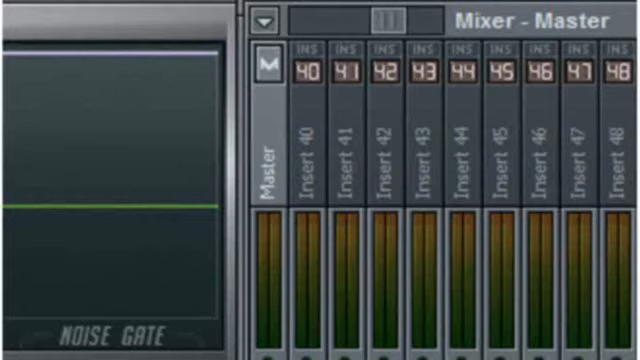 Mixer - Master
INS INS INS INS INS INS INS INS INS
M 40 41 42 43 44 45 46 47 48
Master Insert 40 Insert 41 Insert 42 Insert 43 Insert 44 Insert 45 Insert 46 Insert 47 Insert 48
NOISE GATE